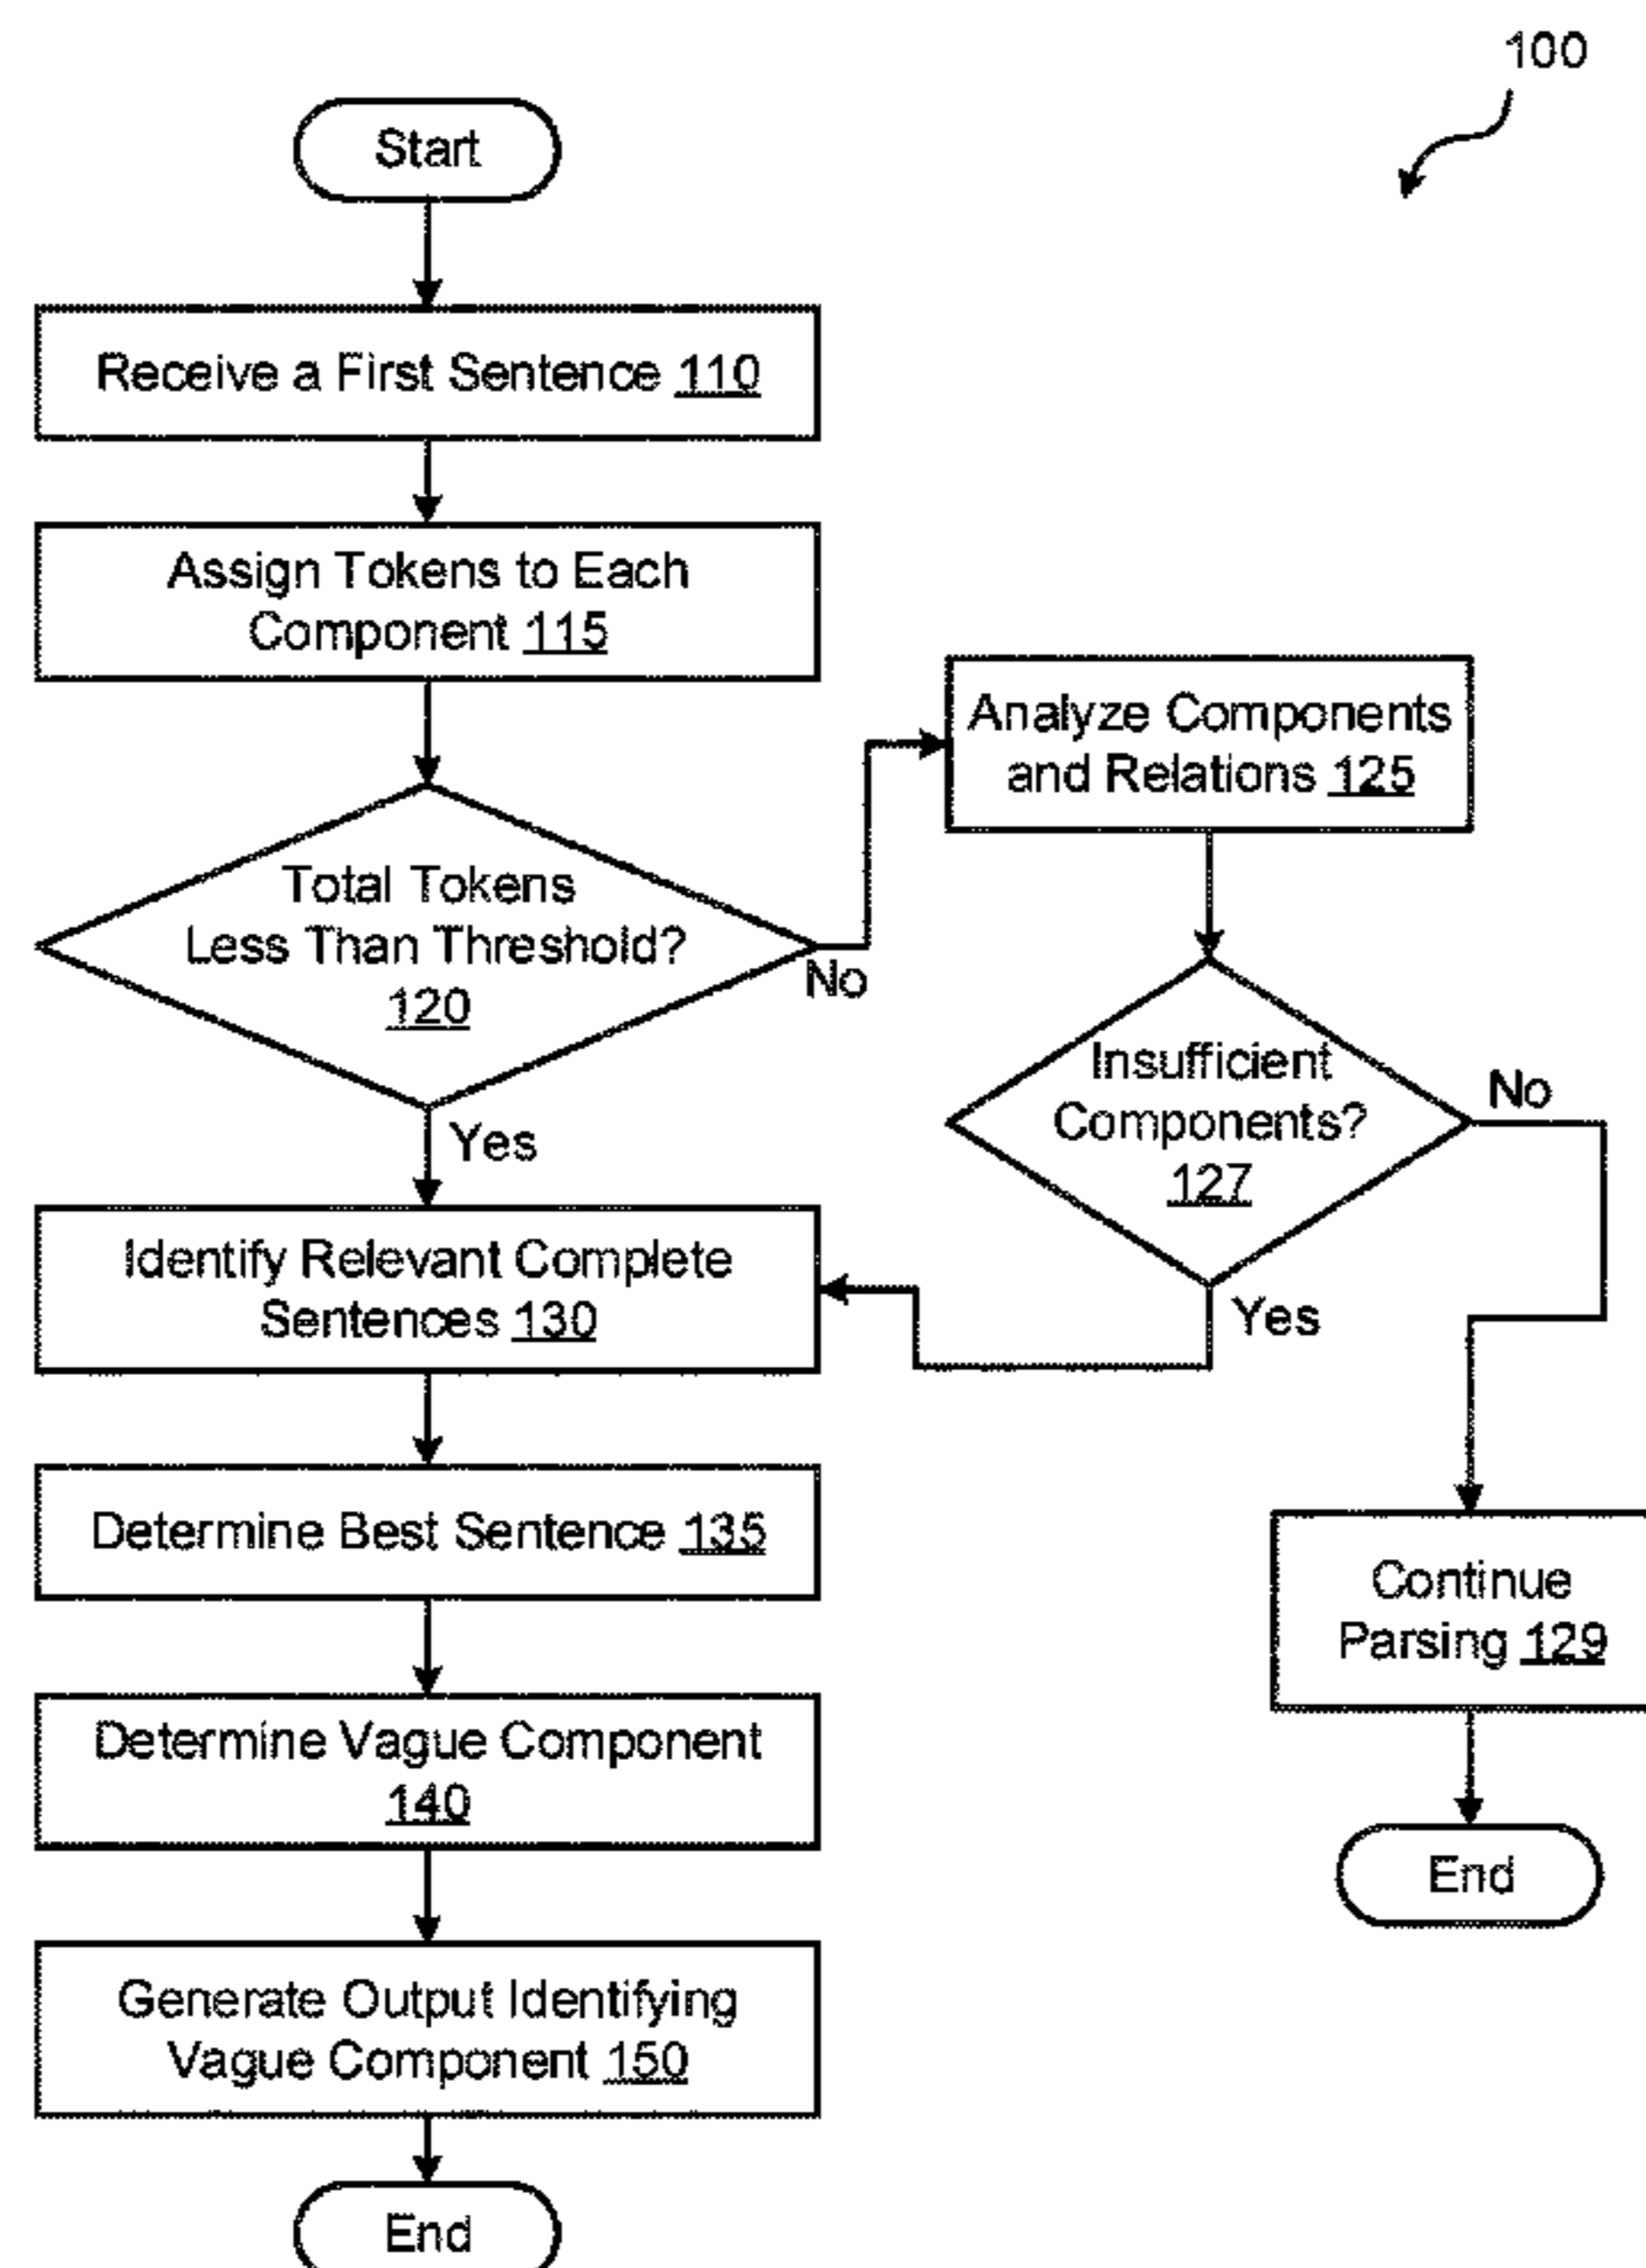 100
Start
Receive a First Sentence 110
Assign Tokens to Each
Component 115
Total Tokens
Less Than Threshold?
120
No
Yes
Analyze Components
and Relations 125
Insufficient
Components?
127
No
Yes
Identify Relevant Complete
Sentences 130
Determine Best Sentence 135
Determine Vague Component
140
Generate Output Identifying
Vague Component 150
End
Continue
Parsing 129
End